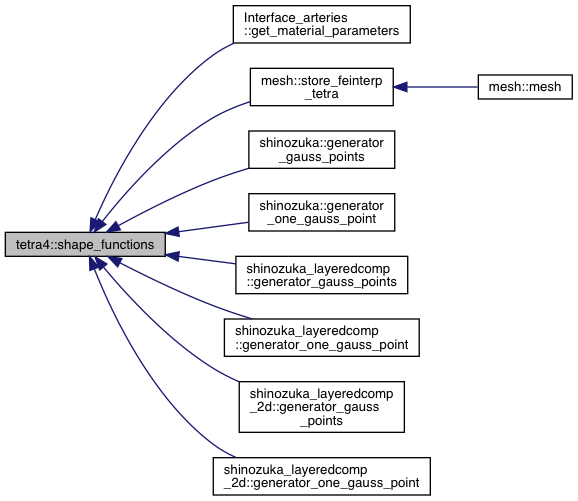 Interface_arteries
::get_material_parameters
mesh::store_feinterp
_tetra
mesh::mesh
shinozuka::generator
_gauss_points
shinozuka::generator
_one_gauss_point
tetra4::shape_functions
shinozuka_layeredcomp
::generator_gauss_points
shinozuka_layeredcomp
::generator_one_gauss_point
shinozuka_layeredcomp
_2d::generator_gauss
_points
shinozuka_layeredcomp
_2d::generator_one_gauss_point